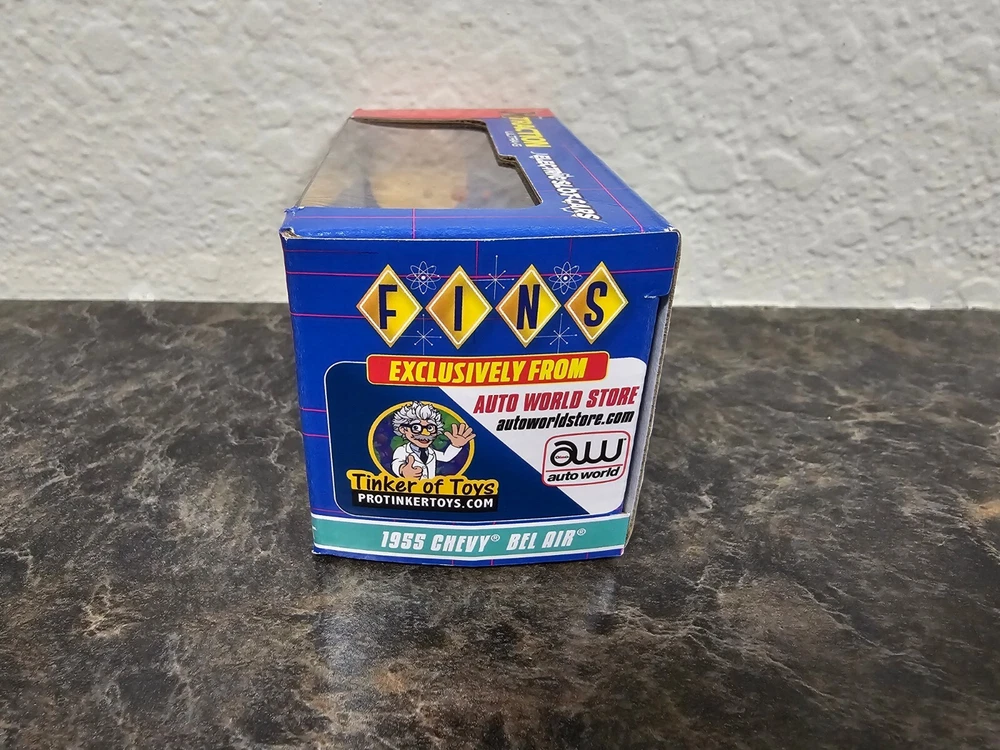 TRACTION
FINS
EXCLUSIVELY FROM
AUTO WORLD STORE
autoworldstore.com
aw
auto world
Tinker of Toys
PROTINKERTOYS.COM
1955 CHEVY® BEL AIR®